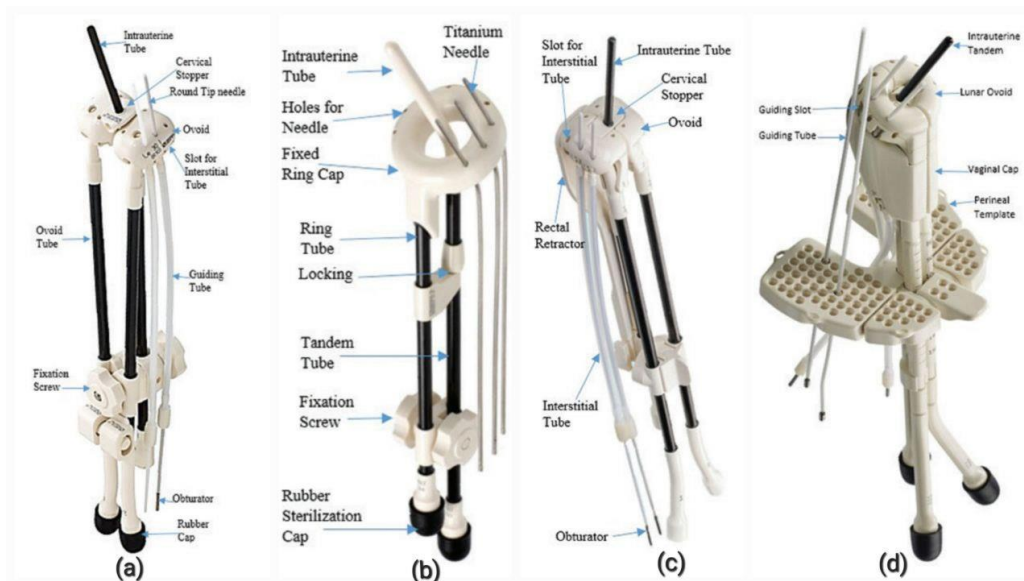 Intrauterine
Tube
Cervical
Stopper
Round Tip needle
Ovoid
Slot for
Interstitial
Tube
Ovoid
Tube
Guiding
Tube
Fixation
Screw
Obturator
Rubber
Cap
(a)
Intrauterine
Tube
Titanium
Needle
Holes for
Needle
Fixed
Ring Cap
Ring
Tube
Locking
Tandem
Tube
Fixation
Screw
Rubber
Sterilization
Cap
(b)
Slot for
Interstitial
Tube
Intrauterine Tube
Cervical
Stopper
Ovoid
Rectal
Retractor
Interstitial
Tube
Obturator
(c)
Intrauterine
Tandem
Lunar Ovoid
Guiding Slot
Guiding Tube
Vaginal Cap
Perineal
Template
(d)